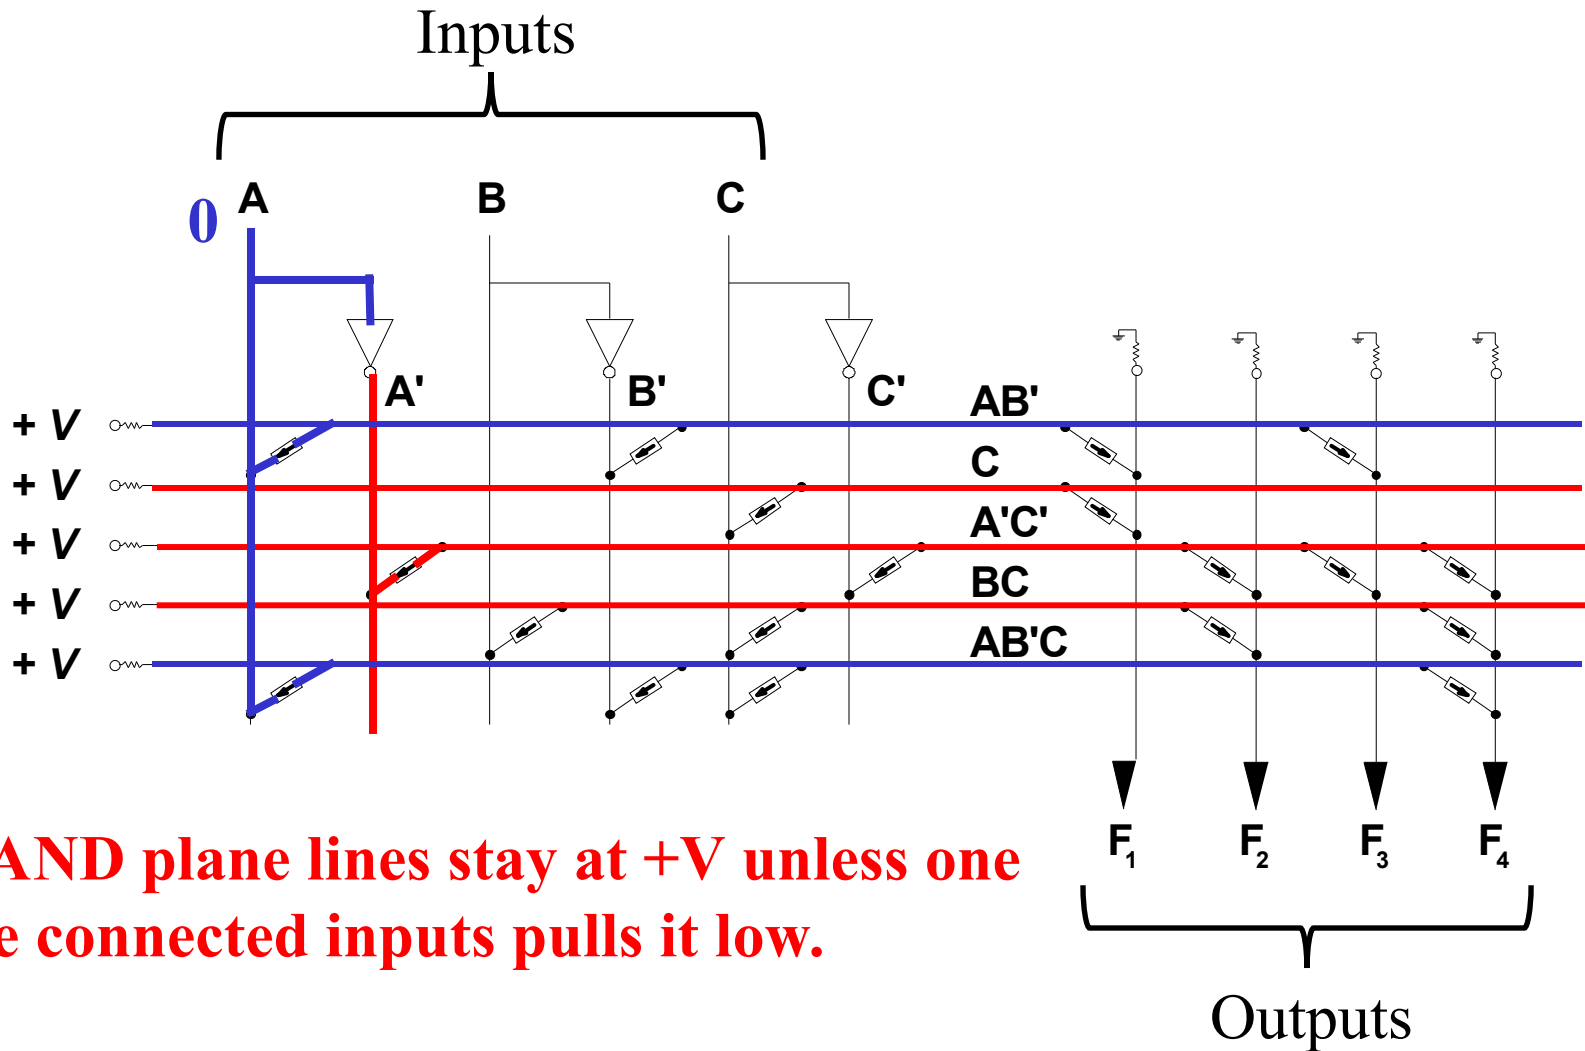 Inputs
0 A B C
A' B' C'
+ V AB'
+ V C
+ V A'C'
+ V BC
+ V AB'C
F1 F2 F3 F4
AND plane lines stay at +V unless one
e connected inputs pulls it low.
Outputs